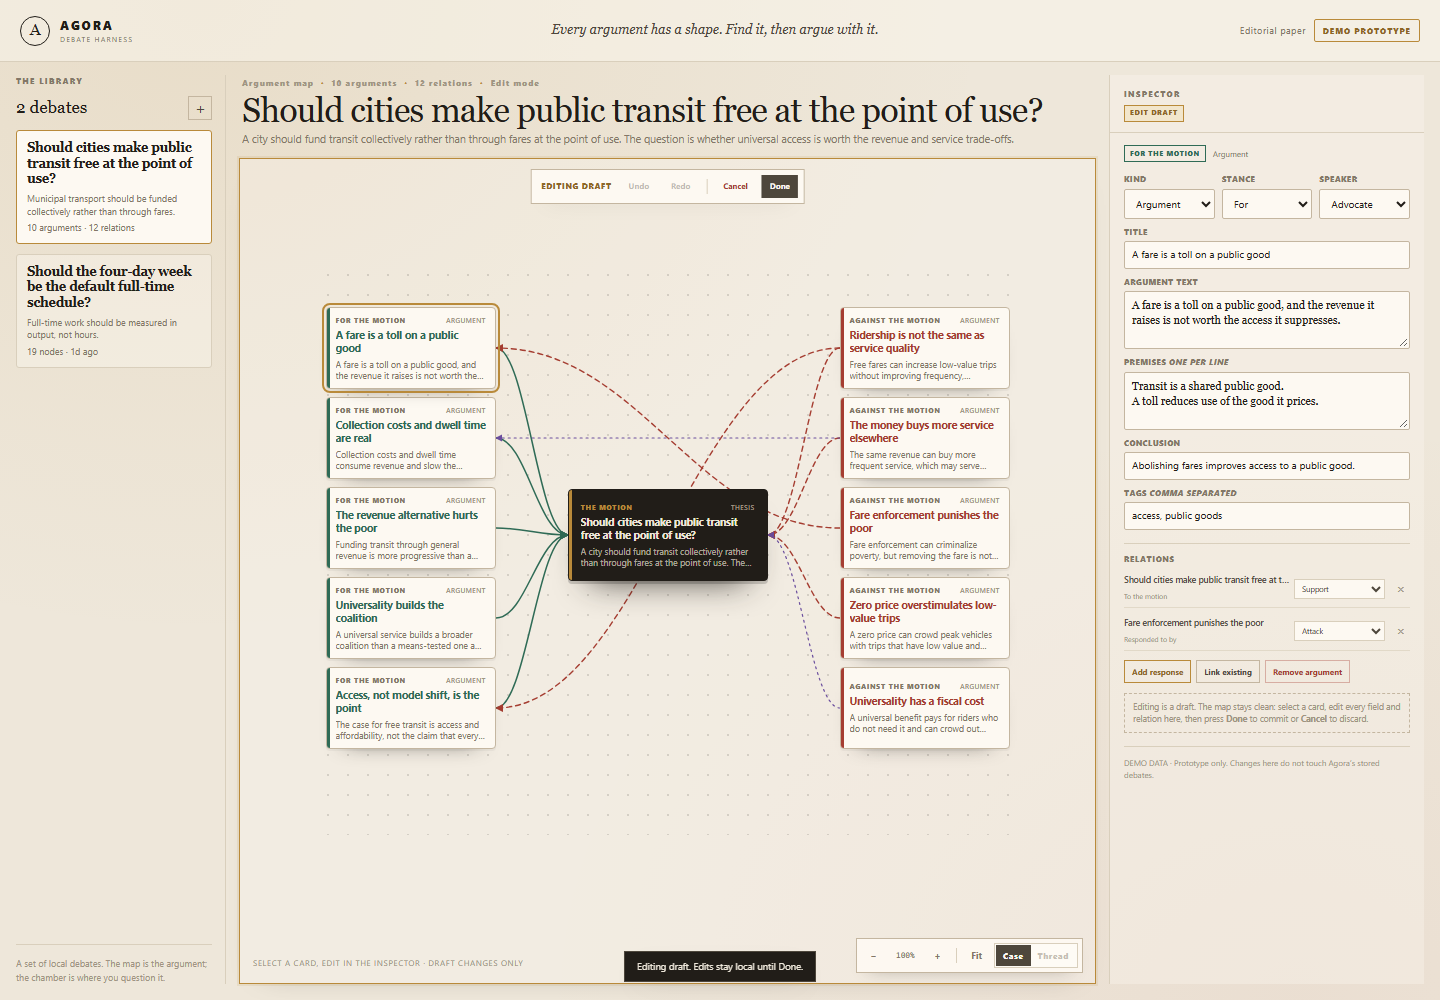 A
AGORA
DEBATE HARNESS
Every argument has a shape. Find it, then argue with it.
Editorial paper
DEMO PROTOTYPE
THE LIBRARY
2 debates
+
Should cities make public
transit free at the point of
use?
Municipal transport should be funded
collectively rather than through fares.
10 arguments · 12 relations
Should the four-day week
be the default full-time
schedule?
Full-time work should be measured in
output, not hours.
19 nodes · 1d ago
A set of local debates. The map is the argument;
the chamber is where you question it.
Argument map • 10 arguments • 12 relations • Edit mode
Should cities make public transit free at the point of use?
A city should fund transit collectively rather than through fares at the point of use. The question is whether universal access is worth the revenue and service trade-offs.
EDITING DRAFT Undo Redo Cancel Done
FOR THE MOTION ARGUMENT
A fare is a toll on a public
good
A fare is a toll on a public good, and
the revenue it raises is not worth the...
FOR THE MOTION ARGUMENT
Collection costs and dwell time
are real
Collection costs and dwell time
consume revenue and slow the...
FOR THE MOTION ARGUMENT
The revenue alternative hurts
the poor
Funding transit through general
revenue is more progressive than a...
FOR THE MOTION ARGUMENT
Universality builds the
coalition
A universal service builds a broader
coalition than a means-tested one a...
FOR THE MOTION ARGUMENT
Access, not model shift, is the
point
The case for free transit is access and
affordability, not the claim that every...
THE MOTION THESIS
Should cities make public transit
free at the point of use?
A city should fund transit collectively rather
than through fares at the point of use. The...
AGAINST THE MOTION ARGUMENT
Ridership is not the same as
service quality
Free fares can increase low-value trips
without improving frequency,...
AGAINST THE MOTION ARGUMENT
The money buys more service
elsewhere
The same revenue can buy more
frequent service, which may serve...
AGAINST THE MOTION ARGUMENT
Fare enforcement punishes the
poor
Fare enforcement can criminalize
poverty, but removing the fare is not...
AGAINST THE MOTION ARGUMENT
Zero price overstimulates low-
value trips
A zero price can crowd peak vehicles
with trips that have low value and...
AGAINST THE MOTION ARGUMENT
Universality has a fiscal cost
A universal benefit pays for riders who
do not need it and can crowd out...
SELECT A CARD, EDIT IN THE INSPECTOR · DRAFT CHANGES ONLY
Editing draft. Edits stay local until Done.
− 100% + Fit Case Thread
INSPECTOR
EDIT DRAFT
FOR THE MOTION Argument
KIND STANCE SPEAKER
Argument For Advocate
TITLE
A fare is a toll on a public good
ARGUMENT TEXT
A fare is a toll on a public good, and the revenue it
raises is not worth the access it suppresses.
PREMISES ONE PER LINE
Transit is a shared public good.
A toll reduces use of the good it prices.
CONCLUSION
Abolishing fares improves access to a public good.
TAGS COMMA SEPARATED
access, public goods
RELATIONS
Should cities make public transit free at t...
To the motion
Support ×
Fare enforcement punishes the poor
Responded to by
Attack ×
Add response Link existing Remove argument
Editing is a draft. The map stays clean: select a card, edit every field and
relation here, then press Done to commit or Cancel to discard.
DEMO DATA · Prototype only. Changes here do not touch Agora's stored
debates.